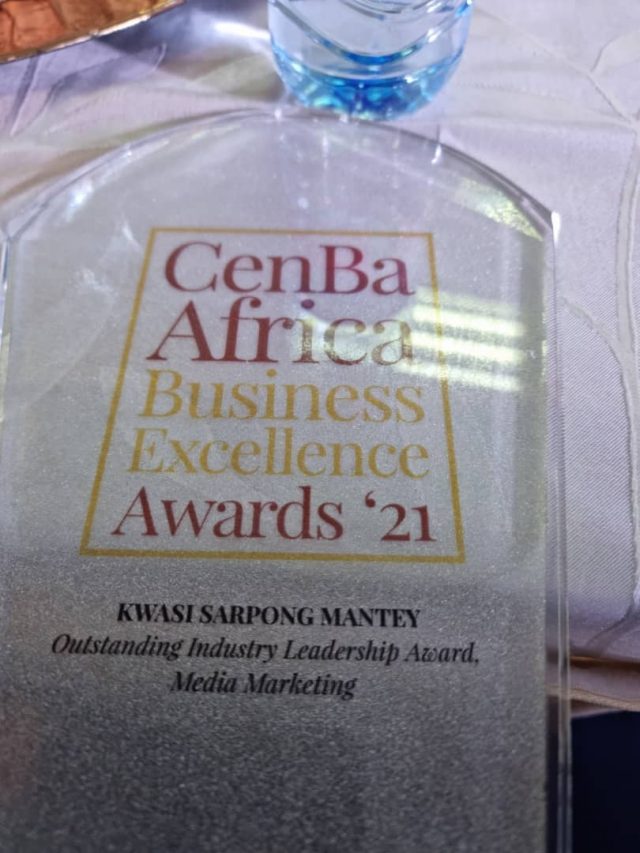 CenBa
Africa
Business
Excellence
Awards ‘21
KWASI SARPONG MANTEY
Outstanding Industry Leadership Award,
Media Marketing